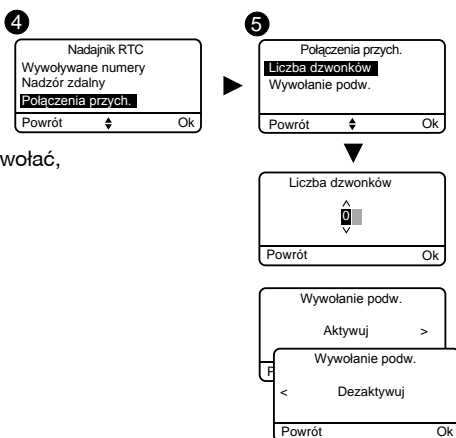 4
Nadajnik RTC
Wywoływane numery
Nadzór zdalny
Połączenia przych.
Powrót Ok
wołać,
5
Połączenia przych.
Liczba dzwonków
Wywołanie podw.
Powrót Ok
Liczba dzwonków
0
Powrót Ok
Wywołanie podw.
Aktywuj >
P
Wywołanie podw.
< Dezaktywuj
Powrót Ok